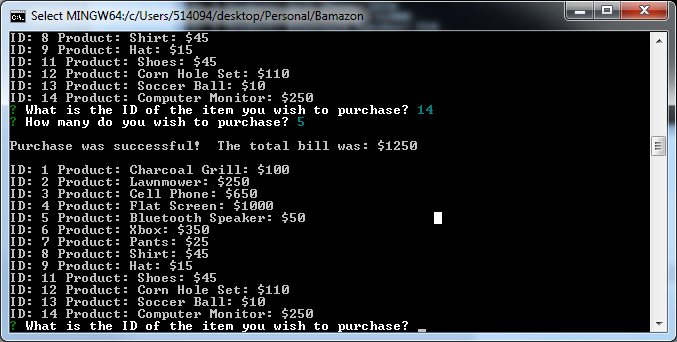 Select MINGW64:/c/Users/514094/desktop/Personal/Bamazon
ID: 8 Product: Shirt: $45
ID: 9 Product: Hat: $15
ID: 11 Product: Shoes: $45
ID: 12 Product: Corn Hole Set: $110
ID: 13 Product: Soccer Ball: $10
ID: 14 Product: Computer Monitor: $250
? What is the ID of the item you wish to purchase? 14
? How many do you wish to purchase? 5
Purchase was successful!  The total bill was: $1250
ID: 1 Product: Charcoal Grill: $100
ID: 2 Product: Lawnmower: $250
ID: 3 Product: Cell Phone: $650
ID: 4 Product: Flat Screen: $1000
ID: 5 Product: Bluetooth Speaker: $50
ID: 6 Product: Xbox: $350
ID: 7 Product: Pants: $25
ID: 8 Product: Shirt: $45
ID: 9 Product: Hat: $15
ID: 11 Product: Shoes: $45
ID: 12 Product: Corn Hole Set: $110
ID: 13 Product: Soccer Ball: $10
ID: 14 Product: Computer Monitor: $250
? What is the ID of the item you wish to purchase? _